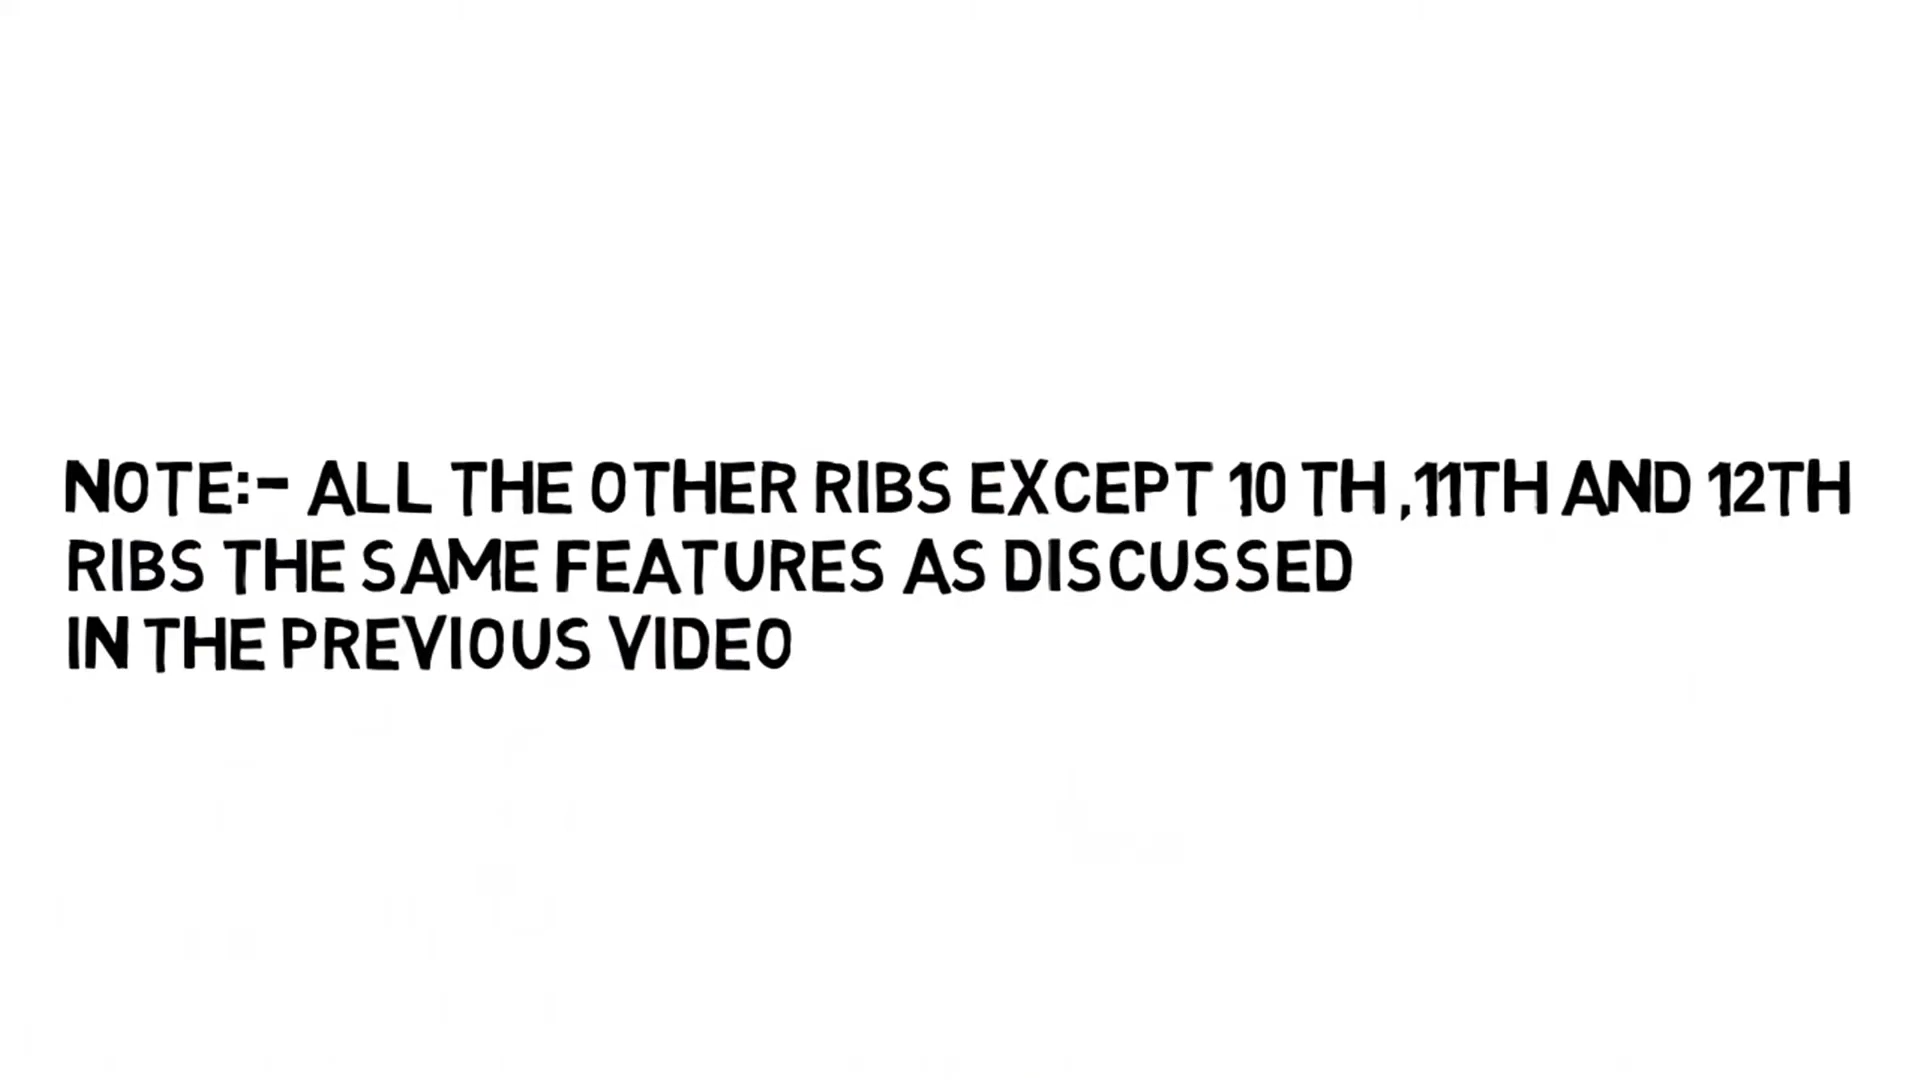 NOTE:- ALL THE OTHER RIBS EXCEPT 10 TH ,11TH AND 12TH
RIBS THE SAME FEATURES AS DISCUSSED
IN THE PREVIOUS VIDEO